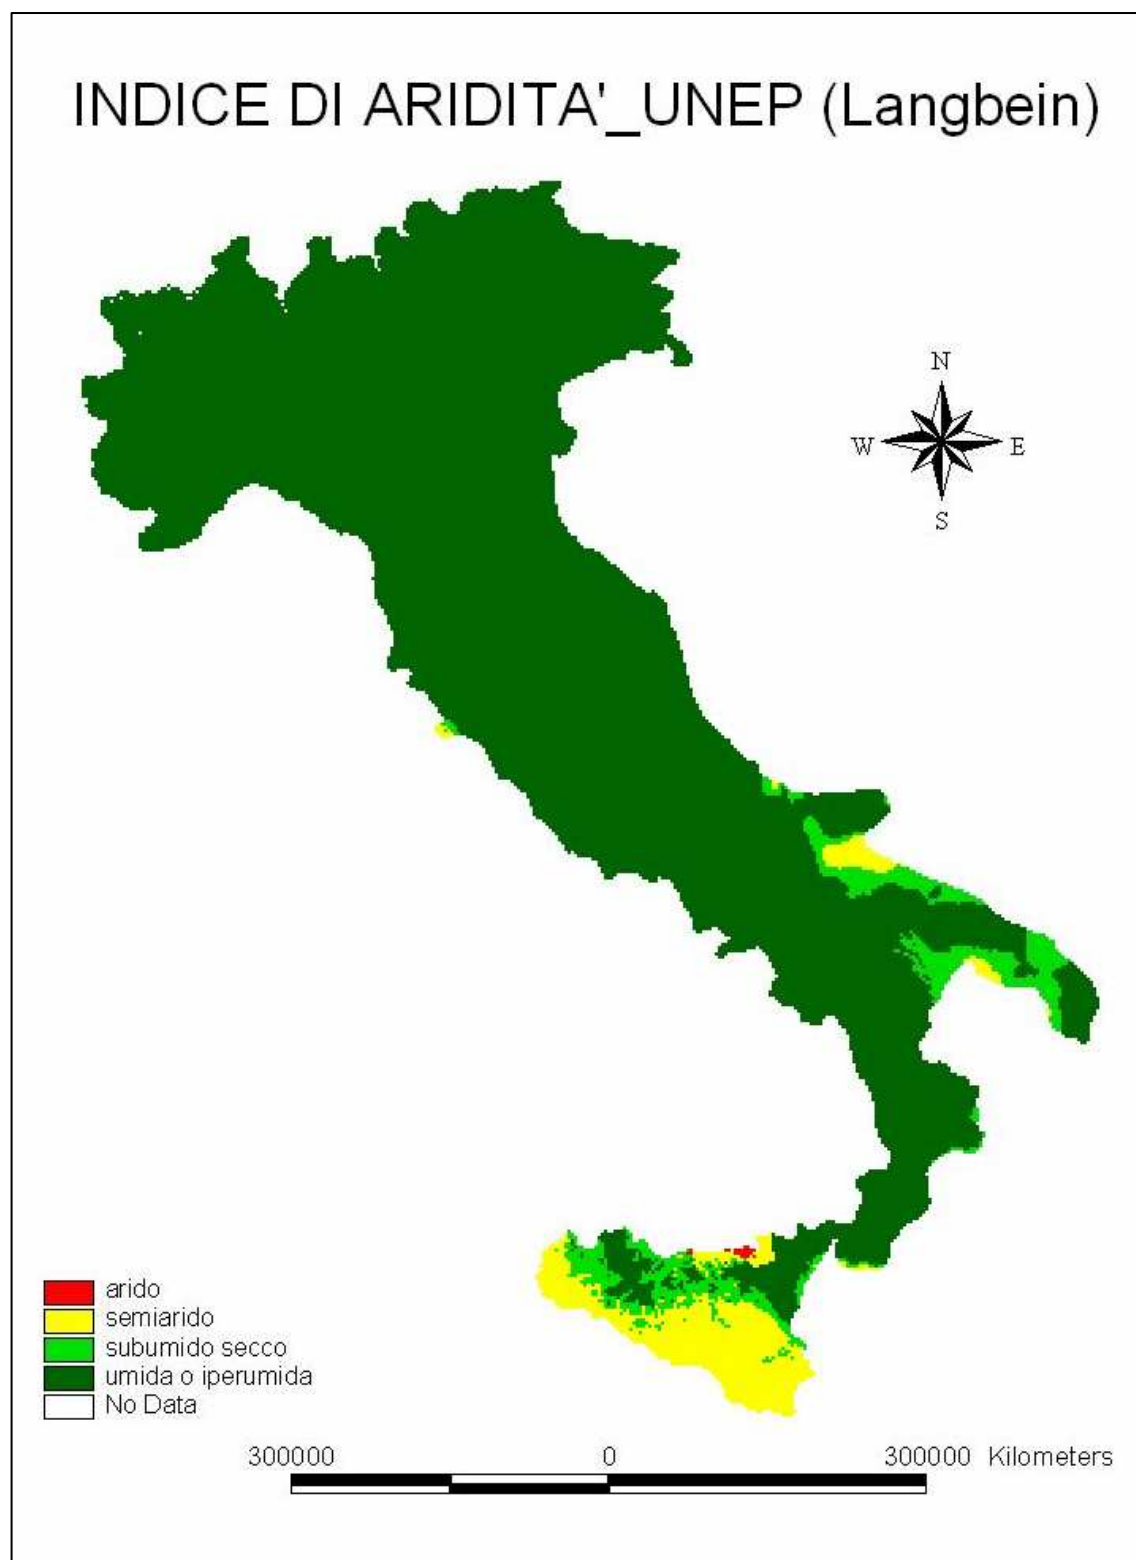 INDICE DI ARIDITA'_UNEP (Langbein)
N
W E
S
arido
semiarido
subumido secco
umida o iperumida
No Data
300000 0 300000 Kilometers